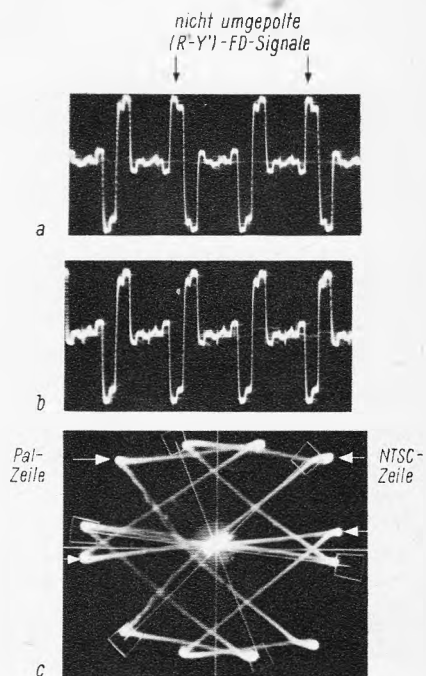 nicht umgepolte
(R-Y')-FD-Signale
a
b
Pal-
Zeile
NTSC-
Zeile
c